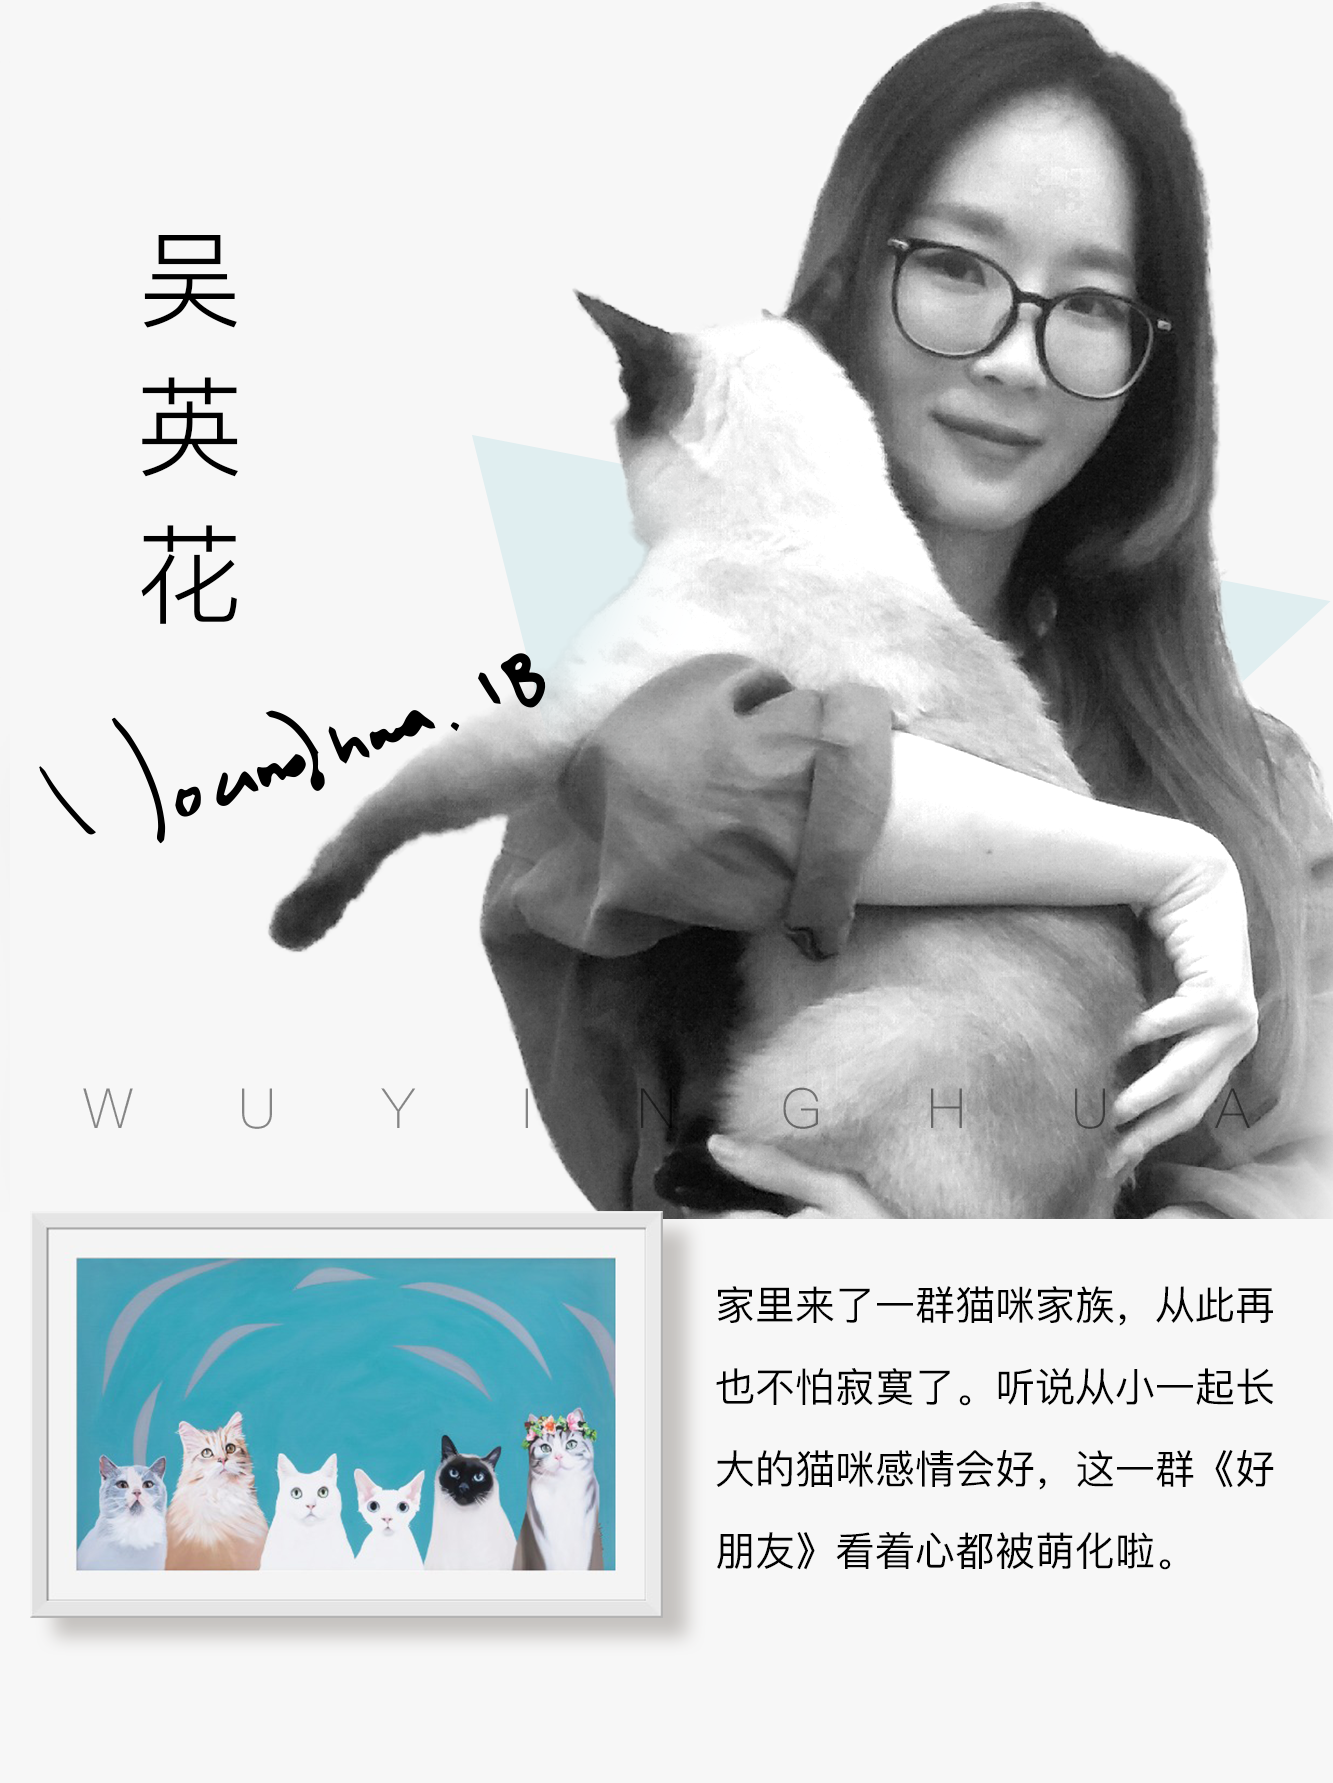 吴英花
WUYINGHUA
家里来了一群猫咪家族，从此再
也不怕寂寞了。听说从小一起长
大的猫咪感情会好，这一群《好
朋友》看着心都被萌化啦。